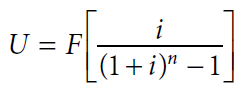 U = F[i / ((1 + i)^n − 1)]